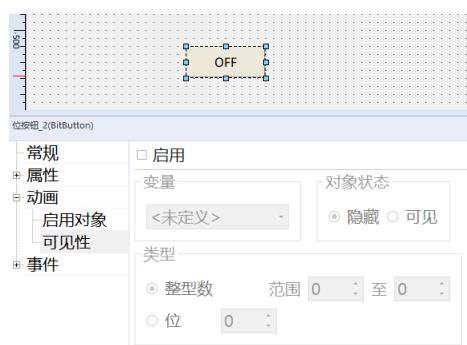 500
OFF
位按钮_2(BitButton)
常规
属性
动画
启用对象
可见性
事件
启用
变量
<未定义>
对象状态
隐藏 可见
类型
整型数 范围 0 至 0
位 0